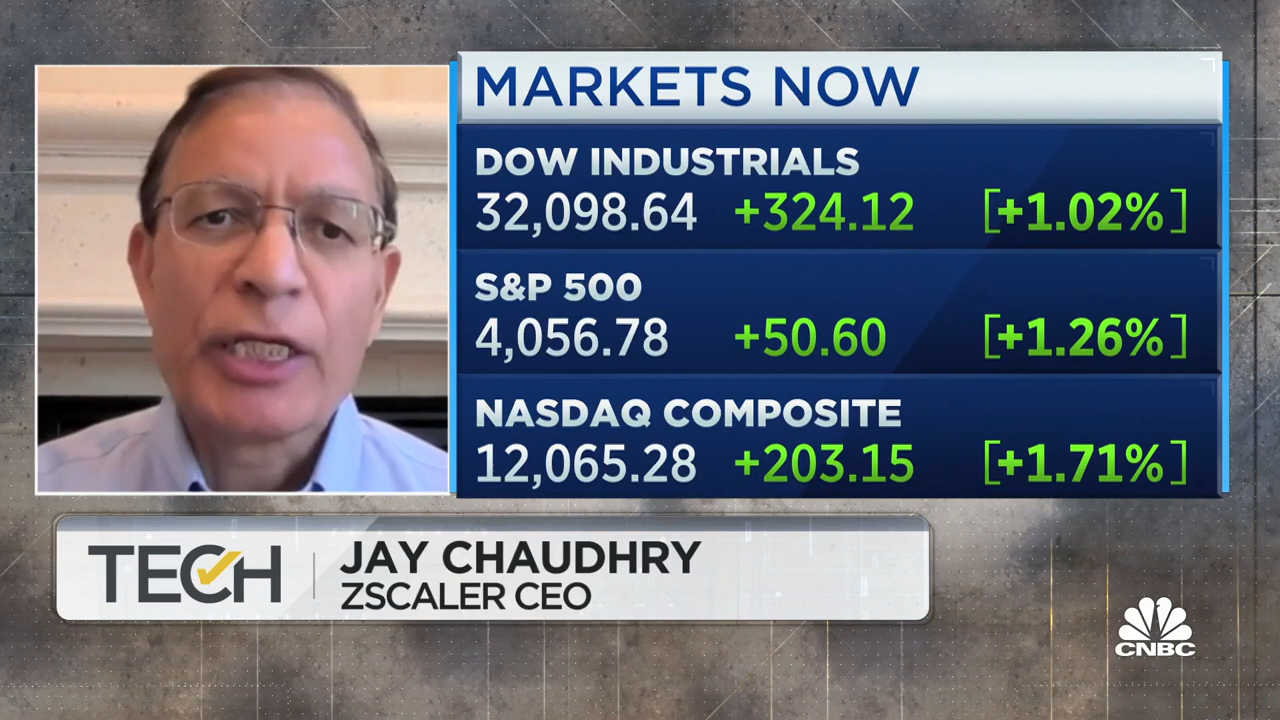 MARKETS NOW
DOW INDUSTRIALS
32,098.64 +324.12 [+1.02%]
S&P 500
4,056.78 +50.60 [+1.26%]
NASDAQ COMPOSITE
12,065.28 +203.15 [+1.71%]
TECH
JAY CHAUDHRY
ZSCALER CEO
CNBC